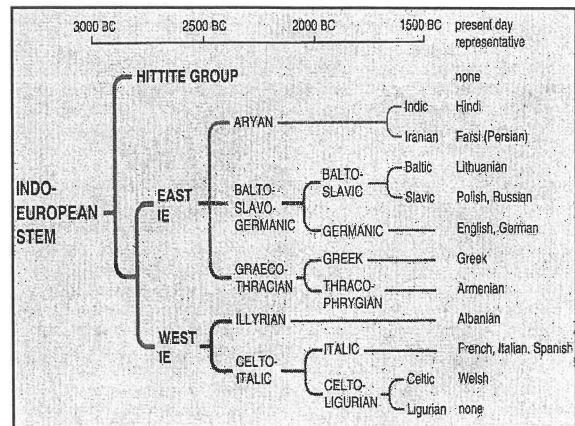 3000 BC 2500 BC 2000 BC 1500 BC present day
representative
HITTITE GROUP none
Indic Hindi
ARYAN
Iranian Farsi (Persian)
Baltic Lithuanian
BALTO-
SLAVIC
INDO-
EUROPEAN
STEM
EAST
IE
BALTO-
SLAVO-
GERMANIC
Slavic Polish, Russian
GERMANIC English, German
GREEK Greek
GRAECO-
THRACIAN
THRACO-
PHRYGIAN
Armenian
ILLYRIAN Albanian
WEST
IE
ITALIC French, Italian, Spanish
CELTO-
ITALIC
Celtic Welsh
CELTO-
LIGURIAN
Ligurian none